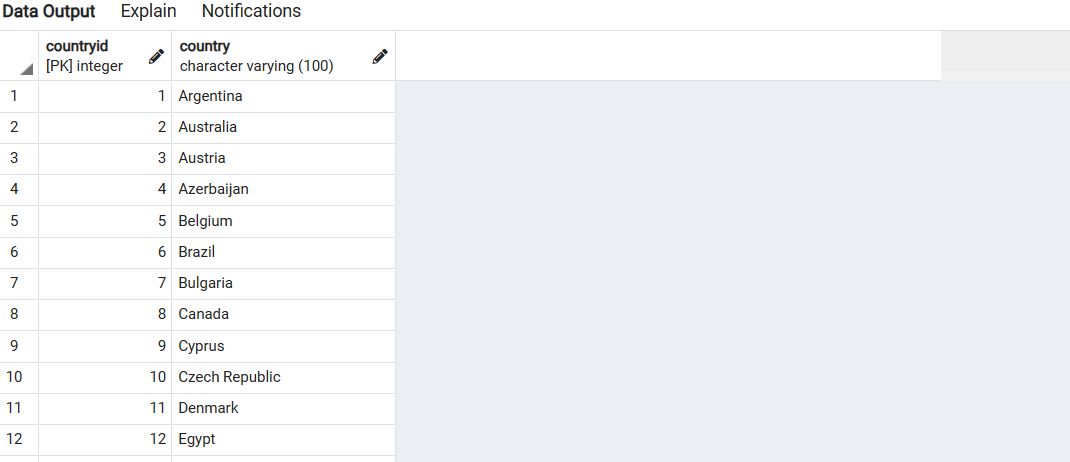 Data Output Explain Notifications
countryid country
[PK] integer character varying (100)
1 1 Argentina
2 2 Australia
3 3 Austria
4 4 Azerbaijan
5 5 Belgium
6 6 Brazil
7 7 Bulgaria
8 8 Canada
9 9 Cyprus
10 10 Czech Republic
11 11 Denmark
12 12 Egypt